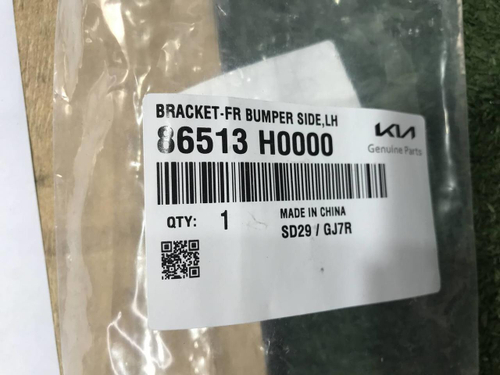 BRACKET-FR BUMPER SIDE,LH
86513 H0000
KIA
Genuine Parts
QTY: 1
MADE IN CHINA
SD29 / GJ7R